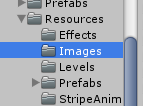 Prefabs
Resources
Effects
Images
Levels
Prefabs
StripeAnim